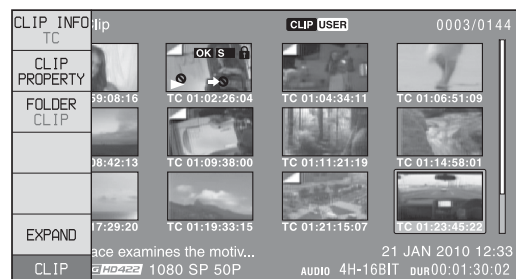 CLIP INFO
TC
CLIP
PROPERTY
FOLDER
CLIP
EXPAND
CLIP
lip CLIP USER 0003/0144
OK S
59:08:16 TC 01:02:26:04 TC 01:04:34:11 TC 01:06:51:09
08:42:13 TC 01:09:38:00 TC 01:11:21:19 TC 01:14:58:01
17:29:20 TC 01:19:33:15 TC 01:21:15:07 TC 01:23:45:22
ace examines the motiv... 21 JAN 2010 12:33
HD422 1080 SP 50P AUDIO 4H-16BIT DUR 00:01:30:02